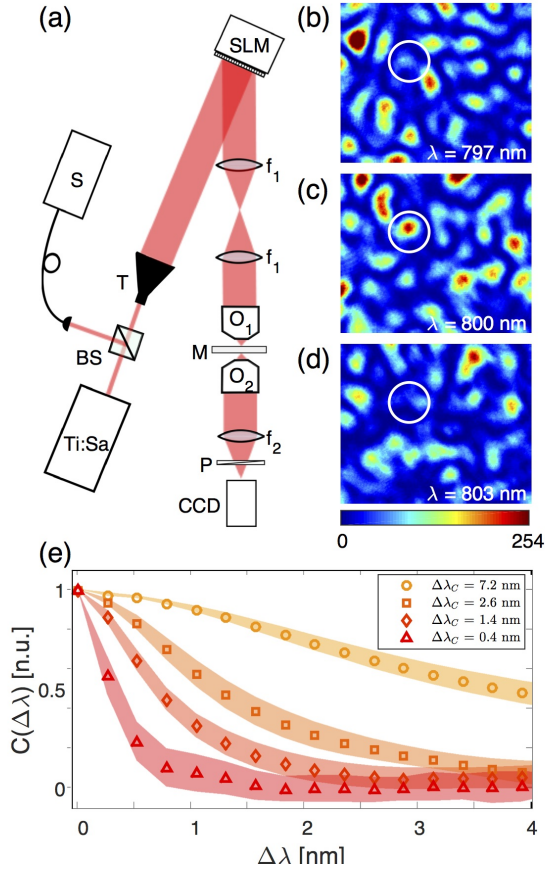 (a)
SLM
S
f1
T
f1
BS
O1
M
O2
Ti:Sa
f2
P
CCD
(b)
λ = 797 nm
(c)
λ = 800 nm
(d)
λ = 803 nm
0 254
(e)
C(Δλ) [n.u.]
1
0.5
0
ΔλC = 7.2 nm
ΔλC = 2.6 nm
ΔλC = 1.4 nm
ΔλC = 0.4 nm
0 1 2 3 4
Δλ [nm]